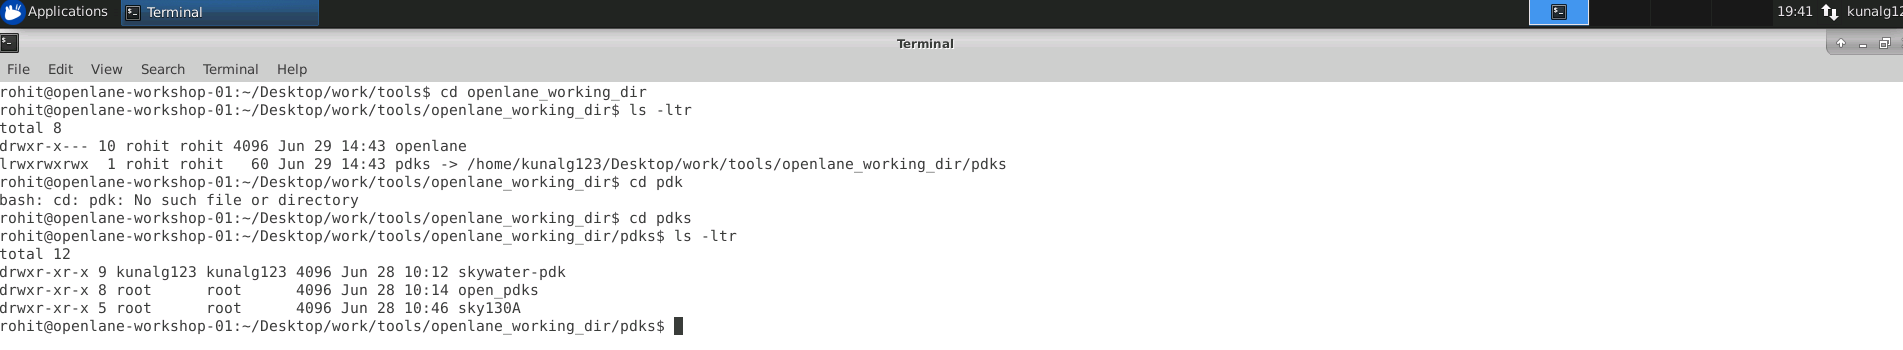 Applications Terminal 19:41 kunalg12
Terminal
File Edit View Search Terminal Help
rohit@openlane-workshop-01:~/Desktop/work/tools$ cd openlane_working_dir
rohit@openlane-workshop-01:~/Desktop/work/tools/openlane_working_dir$ ls -ltr
total 8
drwxr-x--- 10 rohit rohit 4096 Jun 29 14:43 openlane
lrwxrwxrwx  1 rohit rohit   60 Jun 29 14:43 pdks -> /home/kunalg123/Desktop/work/tools/openlane_working_dir/pdks
rohit@openlane-workshop-01:~/Desktop/work/tools/openlane_working_dir$ cd pdk
bash: cd: pdk: No such file or directory
rohit@openlane-workshop-01:~/Desktop/work/tools/openlane_working_dir$ cd pdks
rohit@openlane-workshop-01:~/Desktop/work/tools/openlane_working_dir/pdks$ ls -ltr
total 12
drwxr-xr-x 9 kunalg123 kunalg123 4096 Jun 28 10:12 skywater-pdk
drwxr-xr-x 8 root      root      4096 Jun 28 10:14 open_pdks
drwxr-xr-x 5 root      root      4096 Jun 28 10:46 sky130A
rohit@openlane-workshop-01:~/Desktop/work/tools/openlane_working_dir/pdks$